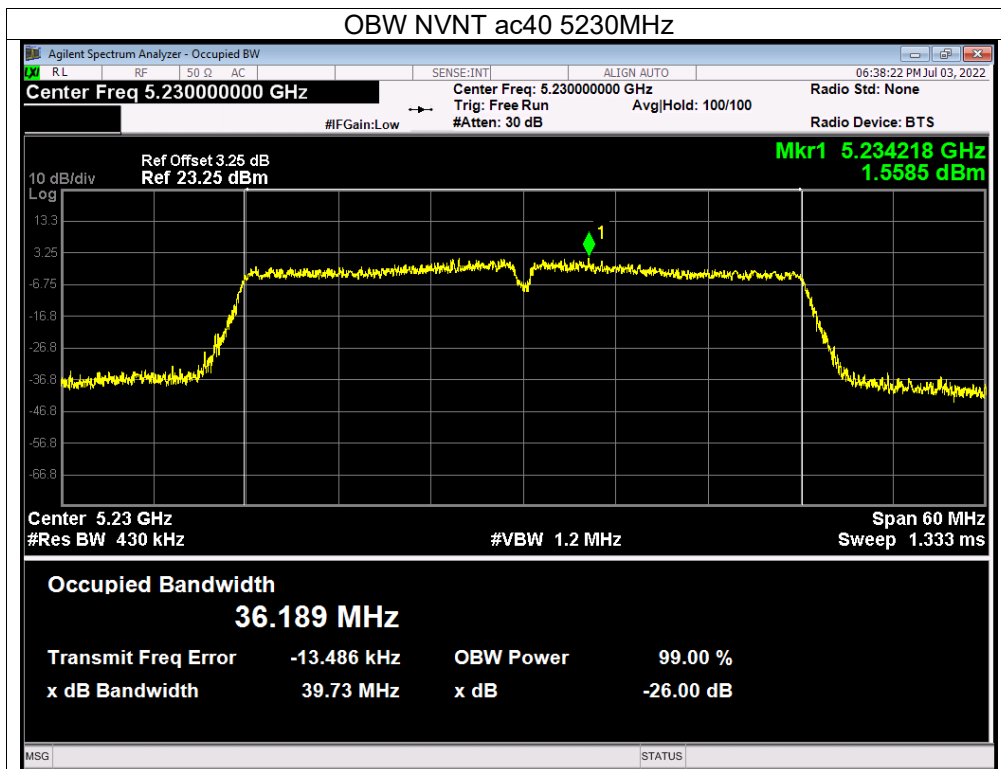 OBW NVNT ac40 5230MHz
Agilent Spectrum Analyzer - Occupied BW
LXI RL RF 50 Ω AC SENSE:INT ALIGN AUTO 06:38:22 PM Jul 03, 2022
Center Freq 5.230000000 GHz Center Freq: 5.230000000 GHz Radio Std: None
Trig: Free Run Avg|Hold: 100/100
#IFGain:Low #Atten: 30 dB Radio Device: BTS
Mkr1 5.234218 GHz
1.5585 dBm
Ref Offset 3.25 dB
10 dB/div Ref 23.25 dBm
Log
13.3
1
3.25
-6.75
-16.8
-26.8
-36.8
-46.8
-56.8
-66.8
Center 5.23 GHz Span 60 MHz
#Res BW 430 kHz #VBW 1.2 MHz Sweep 1.333 ms
Occupied Bandwidth
36.189 MHz
Transmit Freq Error -13.486 kHz OBW Power 99.00 %
x dB Bandwidth 39.73 MHz x dB -26.00 dB
MSG STATUS